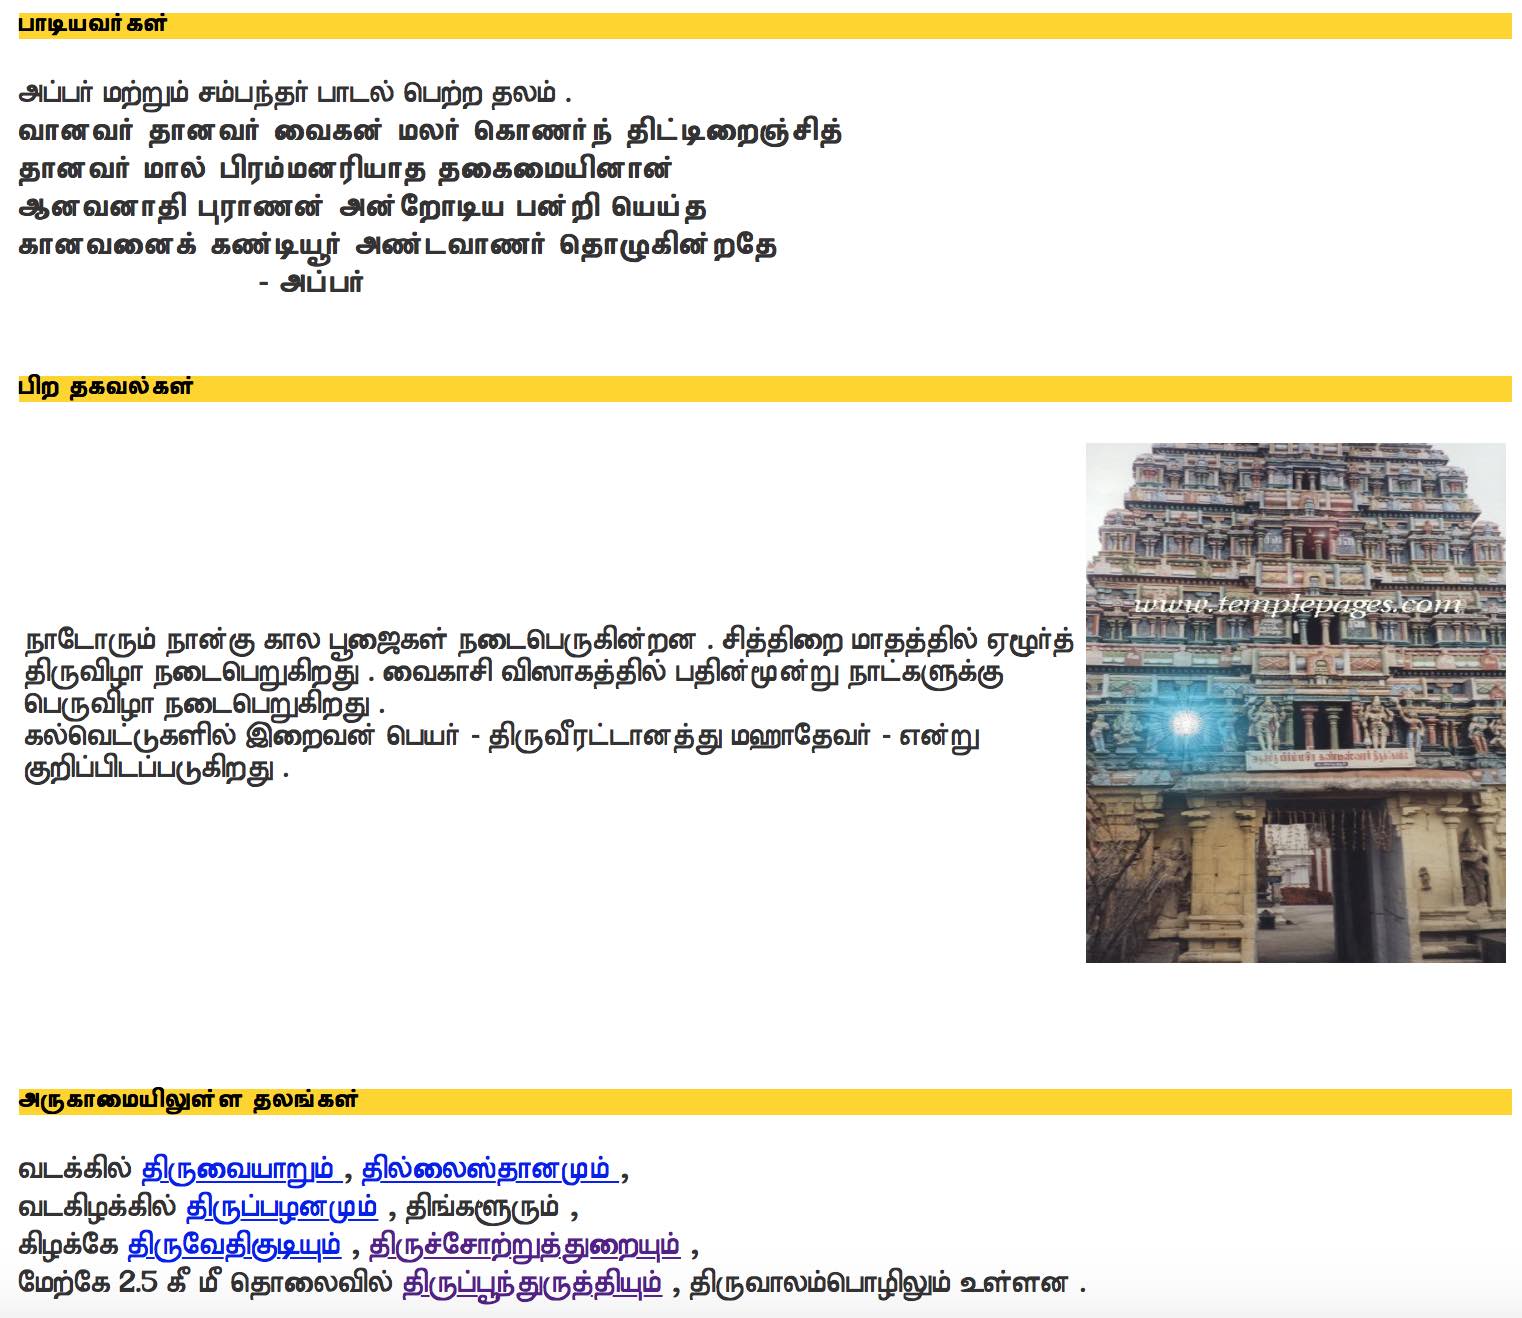 பாடியவர்கள்
அப்பர் மற்றும் சம்பந்தர் பாடல் பெற்ற தலம் .
வானவர் தானவர் வைகன் மலர் கொணர்ந் திட்டிறைஞ்சித்
தானவர் மால் பிரம்மனரியாத தகைமையினான்
ஆனவனாதி புராணன் அன்றோடிய பன்றி யெய்த
கானவனைக் கண்டியூர் அண்டவாணர் தொழுகின்றதே
- அப்பர்
பிற தகவல்கள்
www.templepages.com
நாடோரும் நான்கு கால பூஜைகள் நடைபெருகின்றன . சித்திறை மாதத்தில் ஏழூர்த்
திருவிழா நடைபெறுகிறது . வைகாசி விஸாகத்தில் பதின்மூன்று நாட்களுக்கு
பெருவிழா நடைபெறுகிறது .
கல்வெட்டுகளில் இறைவன் பெயர் - திருவீரட்டானத்து மஹாதேவர் - என்று
குறிப்பிடப்படுகிறது .
அருகாமையிலுள்ள தலங்கள்
வடக்கில் திருவையாறும் , தில்லைஸ்தானமும் ,
வடகிழக்கில் திருப்பழனமும் , திங்களூரும் ,
கிழக்கே திருவேதிகுடியும் , திருச்சோற்றுத்துறையும் ,
மேற்கே 2.5 கீ மீ தொலைவில் திருப்பூந்துருத்தியும் , திருவாலம்பொழிலும் உள்ளன .